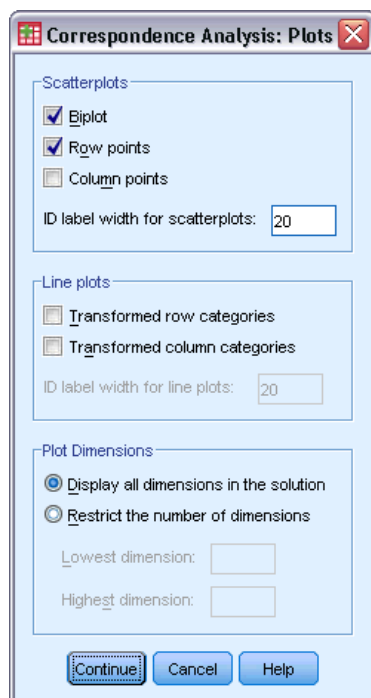 Correspondence Analysis: Plots
Scatterplots
Biplot
Row points
Column points
ID label width for scatterplots: 20
Line plots
Transformed row categories
Transformed column categories
ID label width for line plots: 20
Plot Dimensions
Display all dimensions in the solution
Restrict the number of dimensions
Lowest dimension:
Highest dimension:
Continue Cancel Help